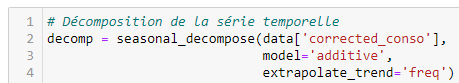 1 # Décomposition de la série temporelle
2 decomp = seasonal_decompose(data['corrected_conso'],
3                             model='additive',
4                             extrapolate_trend='freq')